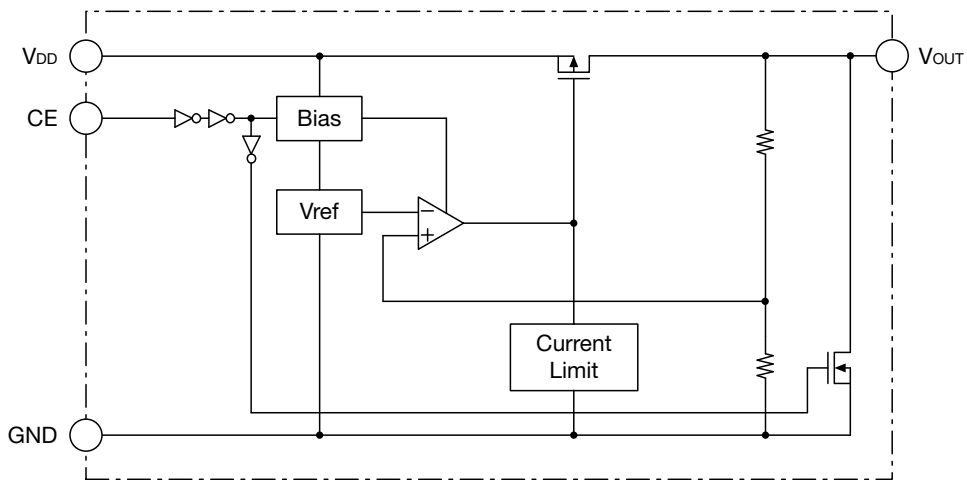 VDD
VOUT
CE
Bias
Vref
−
+
Current
Limit
GND